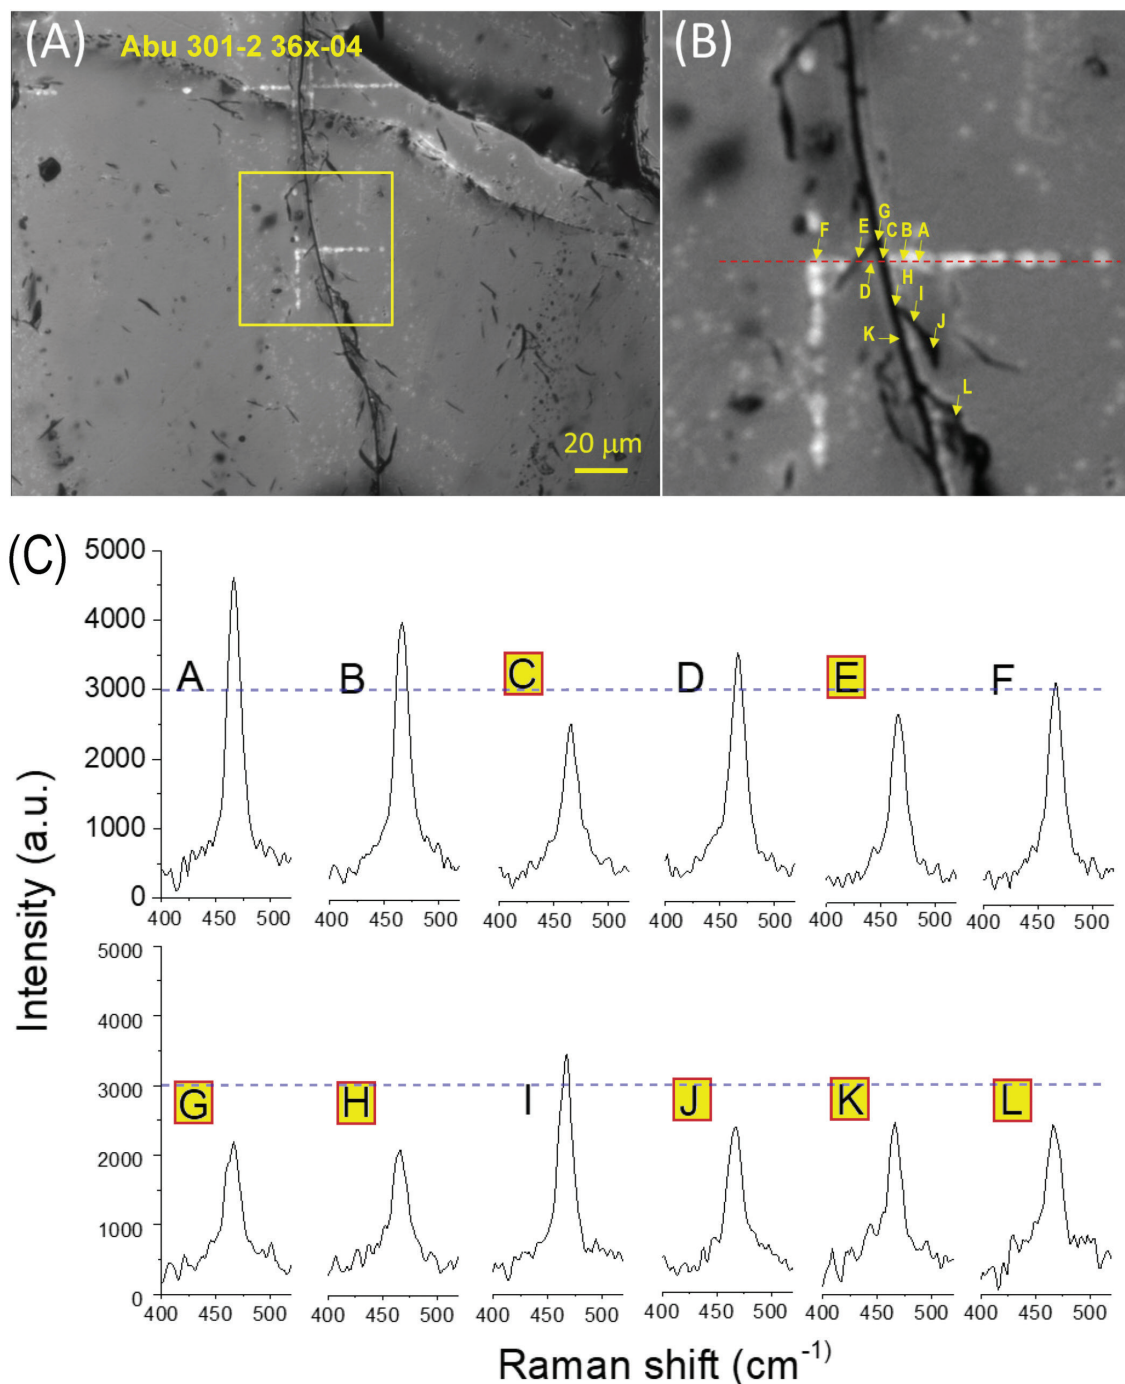 (A)
Abu 301-2 36x-04
20 μm
(B)
G
F E C B A
D H I
K J
L
(C)
Intensity (a.u.)
5000
4000
3000
2000
1000
0
A B C D E F
400 450 500 400 450 500 400 450 500 400 450 500 400 450 500 400 450 500
5000
4000
3000
2000
1000
0
G H I J K L
400 450 500 400 450 500 400 450 500 400 450 500 400 450 500 400 450 500
Raman shift (cm⁻¹)